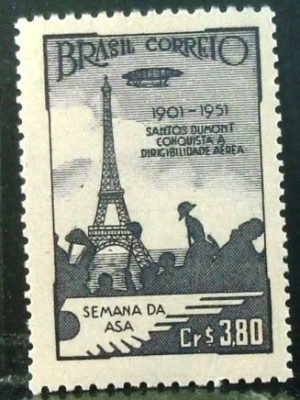 BRASIL CORREIO
1901-1951
SANTOS DUMONT
CONQUISTA A
DIRIGIBILIDADE AÉREA
SEMANA DA
ASA
Cr$ 3,80